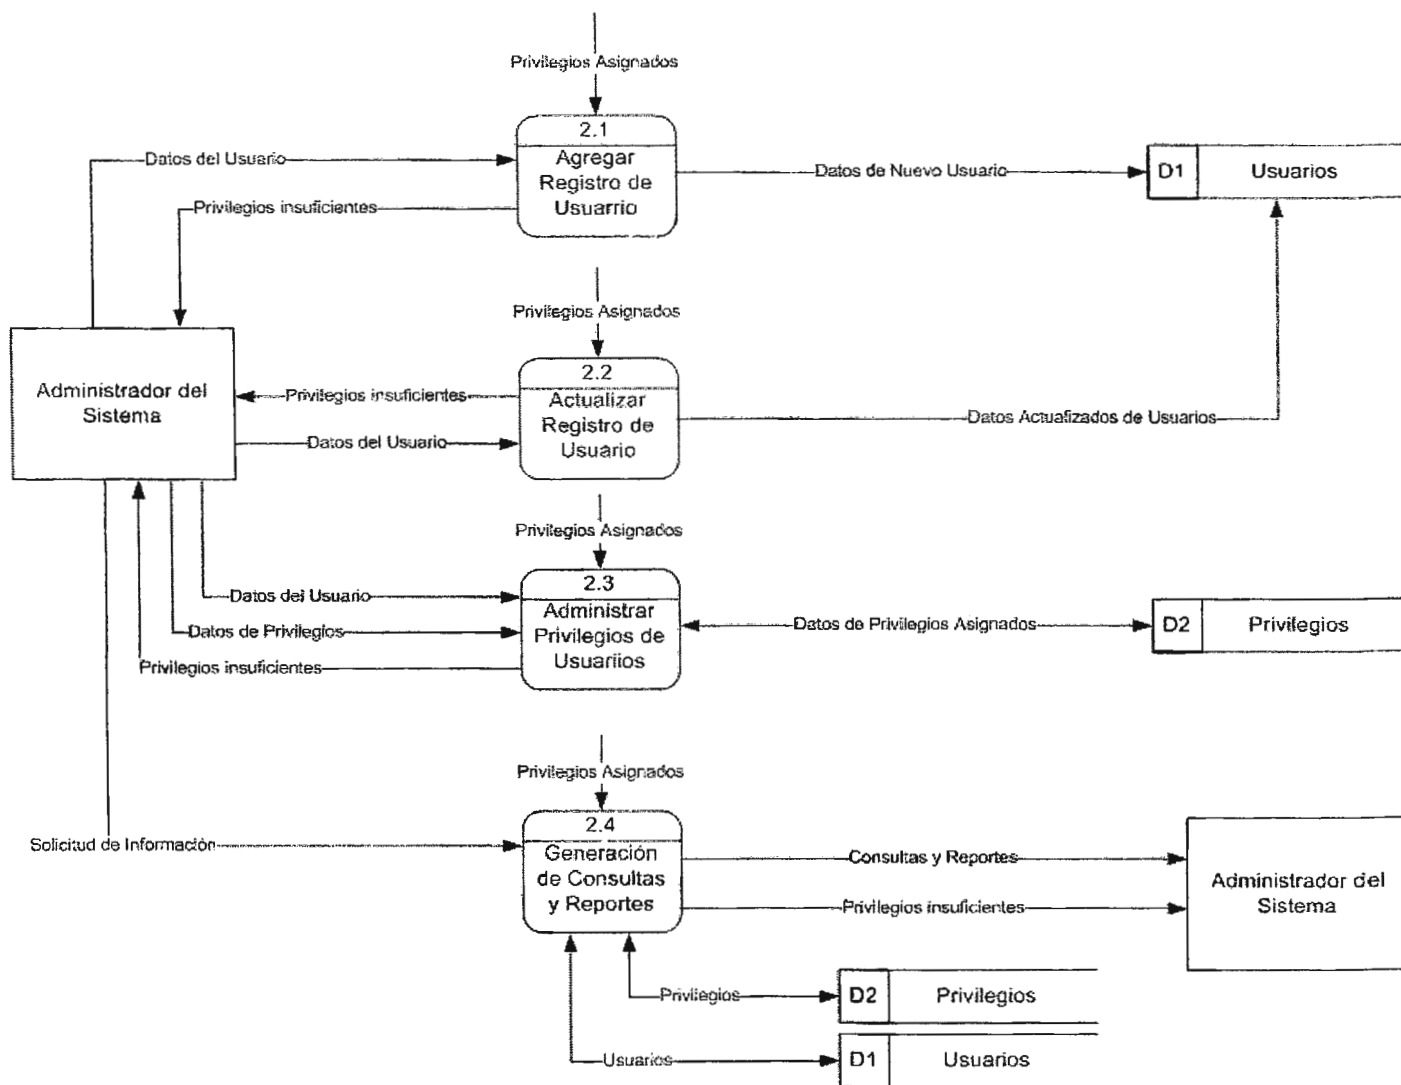 Privilegios Asignados
2.1
Agregar
Registro de
Usuarrio
Datos del Usuario
Privilegios insuficientes
Datos de Nuevo Usuario
D1
Usuarios
Privilegios Asignados
2.2
Actualizar
Registro de
Usuario
Administrador del
Sistema
Privilegios insuficientes
Datos del Usuario
Datos Actualizados de Usuarios
Privilegios Asignados
2.3
Administrar
Privilegios de
Usuariios
Datos del Usuario
Datos de Privilegios
Privilegios insuficientes
Datos de Privilegios Asignados
D2
Privilegios
Privilegios Asignados
2.4
Generación
de Consultas
y Reportes
Solicitud de Información
Consultas y Reportes
Privilegios insuficientes
Administrador del
Sistema
Privilegios
D2
Privilegios
Usuarios
D1
Usuarios